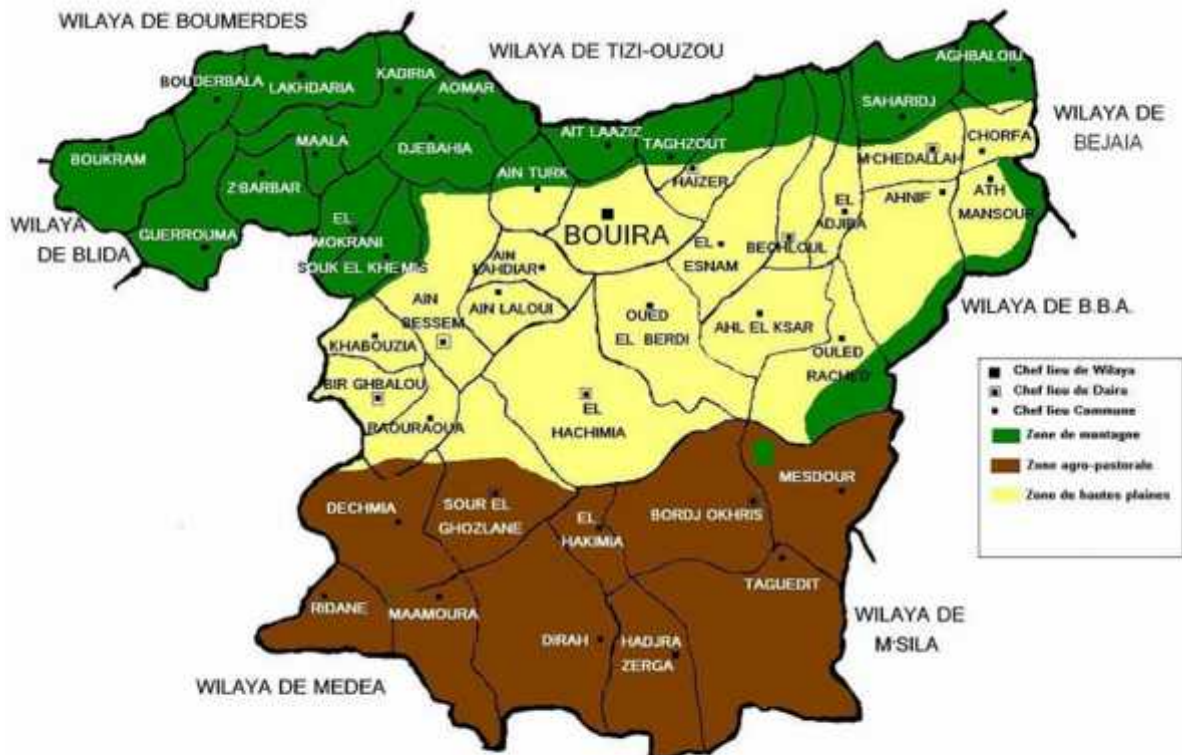 WILAYA DE BOUMERDES
WILAYA DE TIZI-OUZOU
AGHBALOIU
BOUDERBALA
LAKHDARIA
KADIRIA
AOMAR
SAHARIDJ
WILAYA DE
BEJAIA
BOUKRAM
MAALA
DJEBAHIA
AIT LAAZIZ
TAGHZOUT
CHORFA
M'CHEDALLAH
Z'BARBAR
AIN TURK
HAIZER
AHNIF
ATH
MANSOUR
WILAYA
DE BLIDA
GUERROUMA
EL
MOKRANI
SOUK EL KHEMIS
BOUIRA
EL
ESNAM
BECHLOUL
EL
ADJIBA
AIN
LAHDIAR
AIN LALOUI
AIN
BESSEM
OUED
EL BERDI
AHL EL KSAR
WILAYA DE B.B.A.
KHABOUZIA
OULED
RACHED
BIR GHBALOU
RAOURAOUA
EL
HACHIMIA
Chef lieu de Wilaya
Chef lieu de Daira
Chef lieu Commune
Zone de montagne
Zone agro-pastorale
Zone de hautes plaines
DECHMIA
SOUR EL
GHOZLANE
EL
HAKIMIA
BORDJ OKHRIS
MESDOUR
TAGUEDIT
RIDANE
MAAMOURA
DIRAH
HADJRA
ZERGA
WILAYA DE
M'SILA
WILAYA DE MEDEA